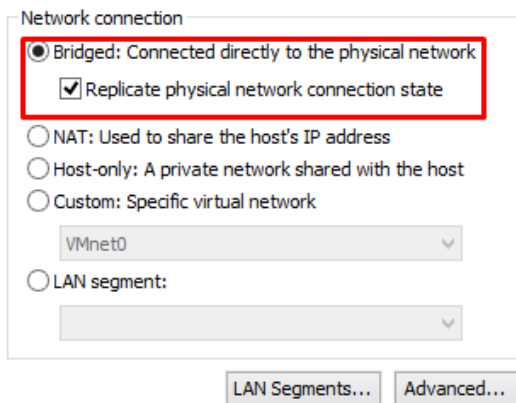 Network connection
Bridged: Connected directly to the physical network
Replicate physical network connection state
NAT: Used to share the host's IP address
Host-only: A private network shared with the host
Custom: Specific virtual network
VMnet0
LAN segment:
LAN Segments... Advanced...